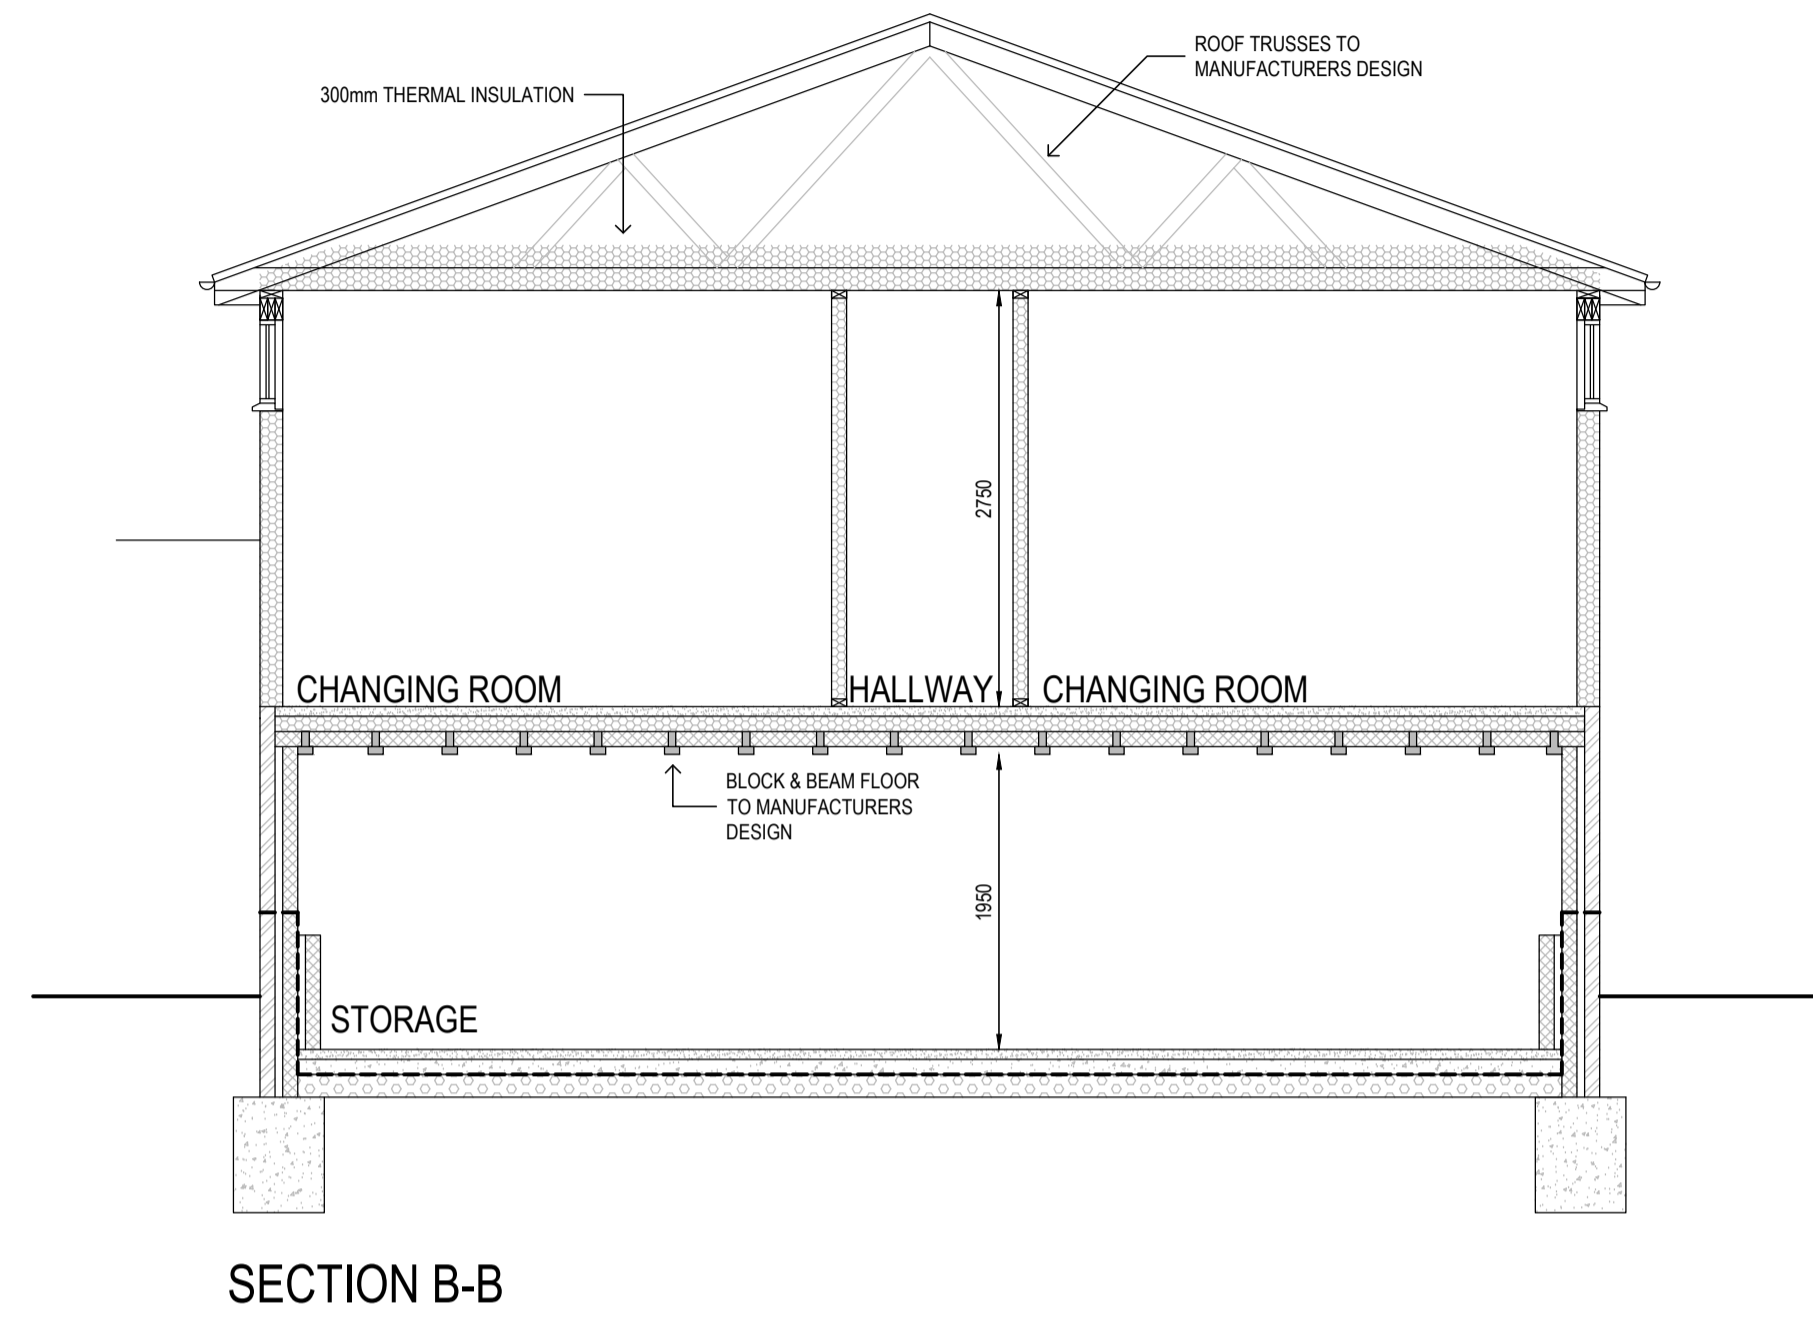 ROOF TRUSSES TO
MANUFACTURERS DESIGN
300mm THERMAL INSULATION
2750
CHANGING ROOM
HALLWAY
CHANGING ROOM
BLOCK & BEAM FLOOR
TO MANUFACTURERS
DESIGN
1950
STORAGE
SECTION B-B